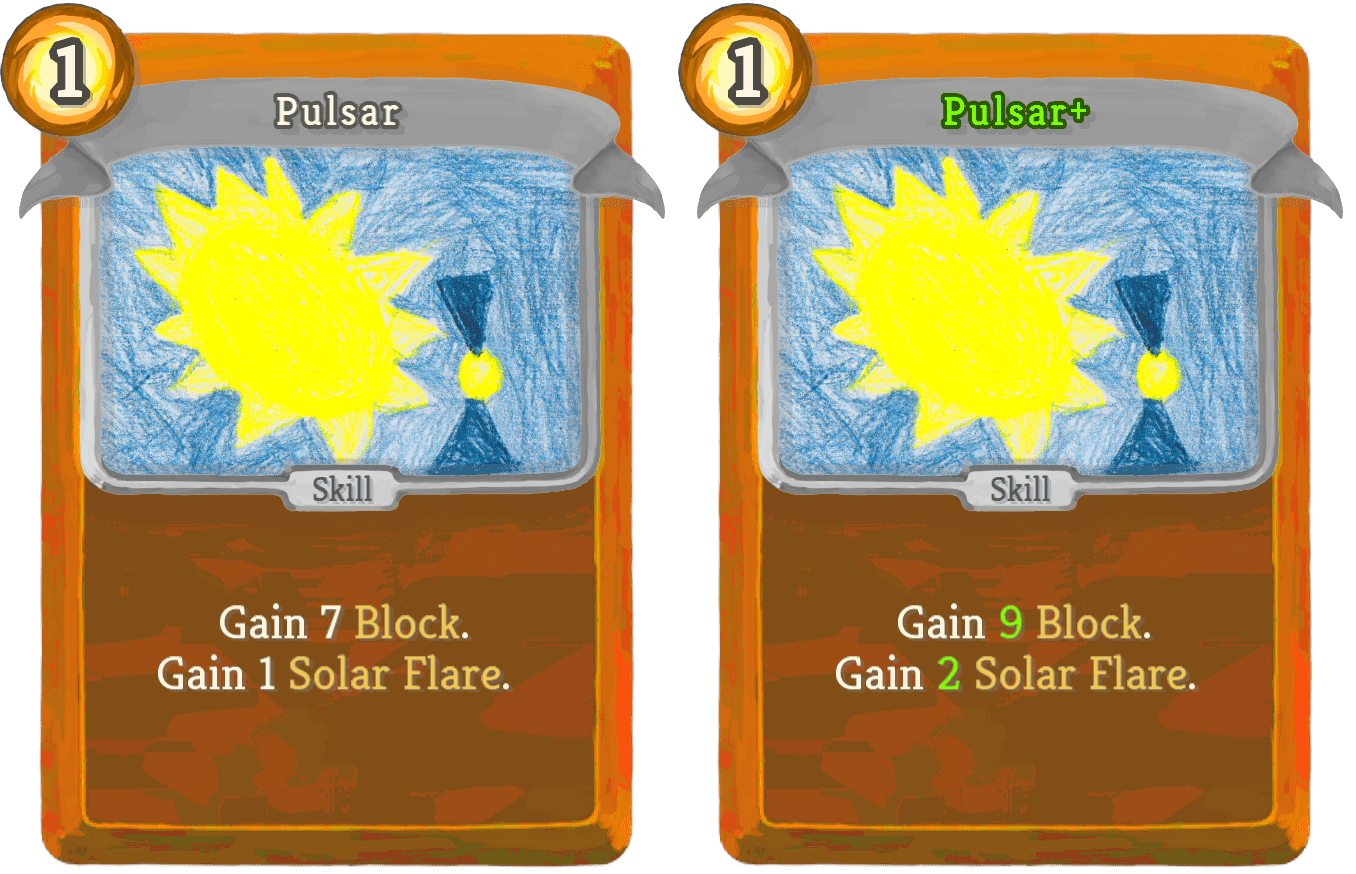 1
Pulsar
Skill
Gain 7 Block.
Gain 1 Solar Flare.
1
Pulsar+
Skill
Gain 9 Block.
Gain 2 Solar Flare.